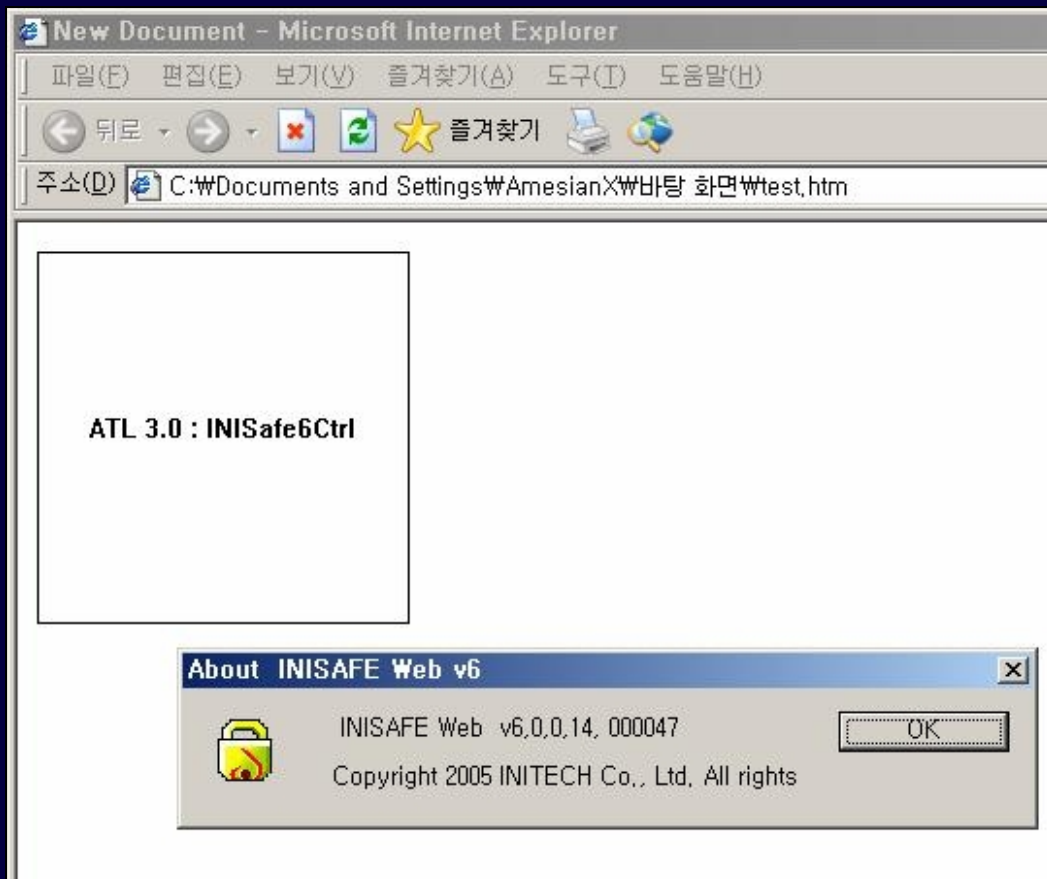 New Document - Microsoft Internet Explorer
파일(F) 편집(E) 보기(V) 즐겨찾기(A) 도구(T) 도움말(H)
뒤로 즐겨찾기
주소(D) C:₩Documents and Settings₩AmesianX₩바탕 화면₩test,htm
ATL 3.0 : INISafe6Ctrl
About INISAFE Web v6
INISAFE Web v6,0,0,14, 000047
OK
Copyright 2005 INITECH Co,, Ltd, All rights